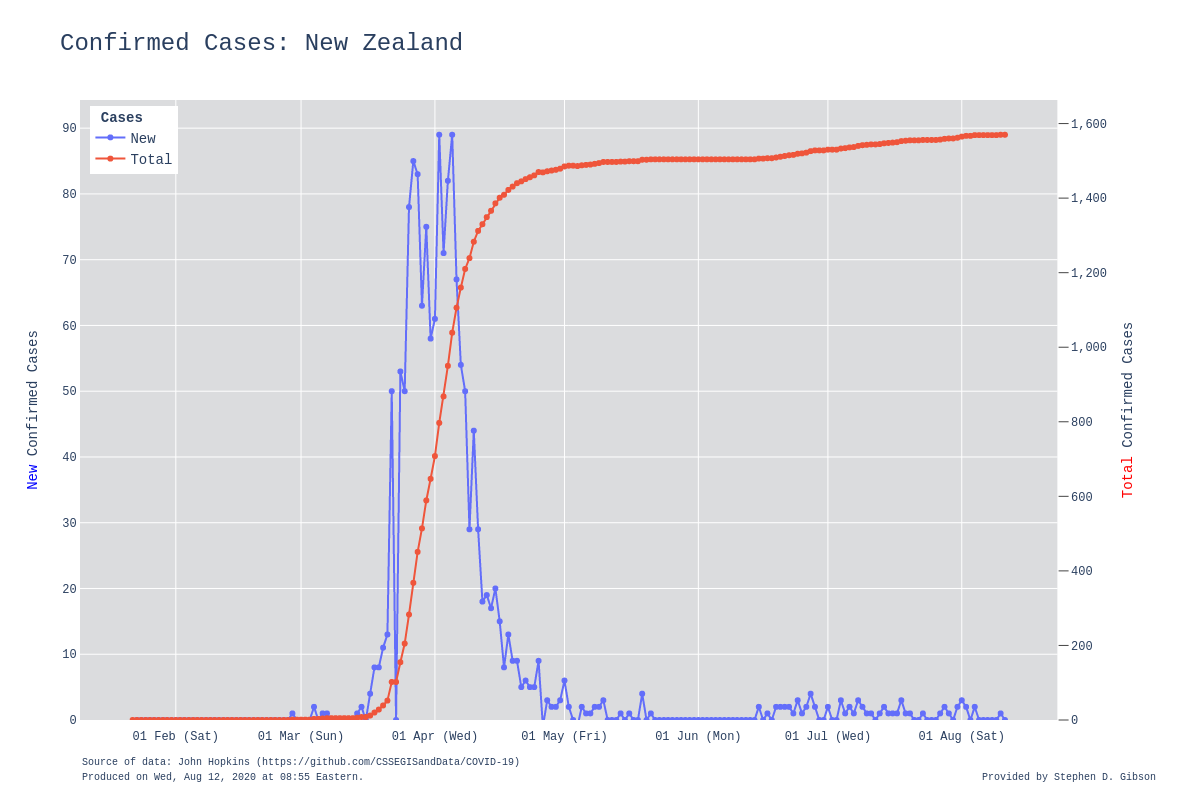 Confirmed Cases: New Zealand
Cases
New
Total
90
80
70
60
50
40
30
20
10
0
New Confirmed Cases
1,600
1,400
1,200
1,000
800
600
400
200
0
Total Confirmed Cases
01 Feb (Sat) 01 Mar (Sun) 01 Apr (Wed) 01 May (Fri) 01 Jun (Mon) 01 Jul (Wed) 01 Aug (Sat)
Source of data: John Hopkins (https://github.com/CSSEGISandData/COVID-19)
Produced on Wed, Aug 12, 2020 at 08:55 Eastern.
Provided by Stephen D. Gibson